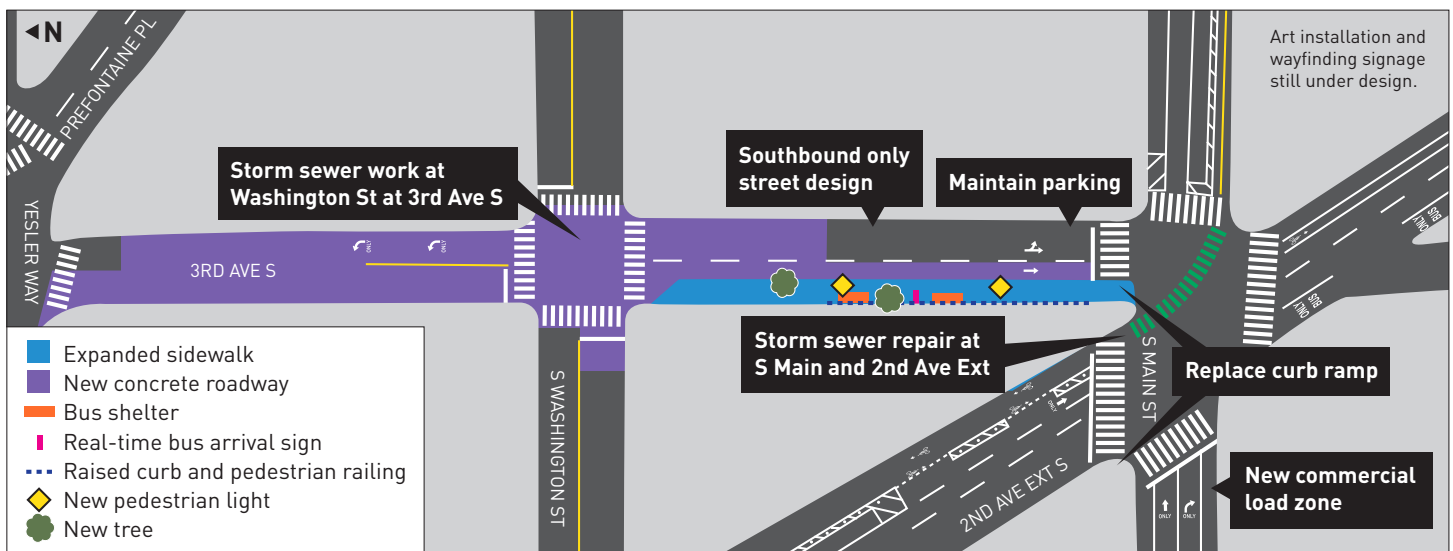 N
PREFONTAINE PL
YESLER WAY
3RD AVE S
ONLY
ONLY
Storm sewer work at
Washington St at 3rd Ave S
Southbound only
street design
Maintain parking
Art installation and
wayfinding signage
still under design.
BUS
ONLY
BUS
ONLY
BUS
ONLY
Storm sewer repair at
S Main and 2nd Ave Ext
S MAIN ST
Replace curb ramp
S WASHINGTON ST
2ND AVE EXT S
ONLY
ONLY
ONLY
New commercial
load zone
Expanded sidewalk
New concrete roadway
Bus shelter
Real-time bus arrival sign
Raised curb and pedestrian railing
New pedestrian light
New tree